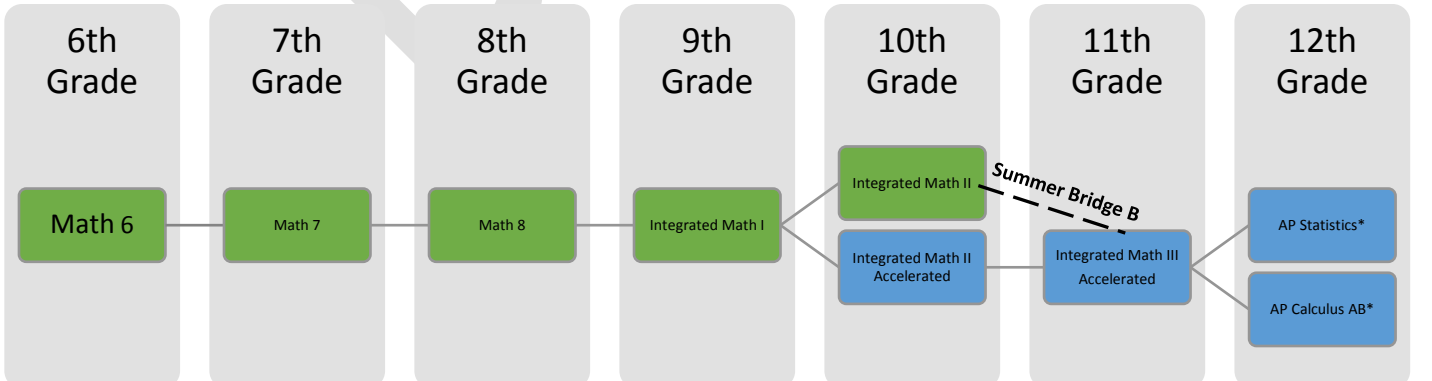 6th
Grade
7th
Grade
8th
Grade
9th
Grade
10th
Grade
11th
Grade
12th
Grade
Math 6
Math 7
Math 8
Integrated Math I
Integrated Math II
Integrated Math II
Accelerated
Summer Bridge B
Integrated Math III
Accelerated
AP Statistics*
AP Calculus AB*